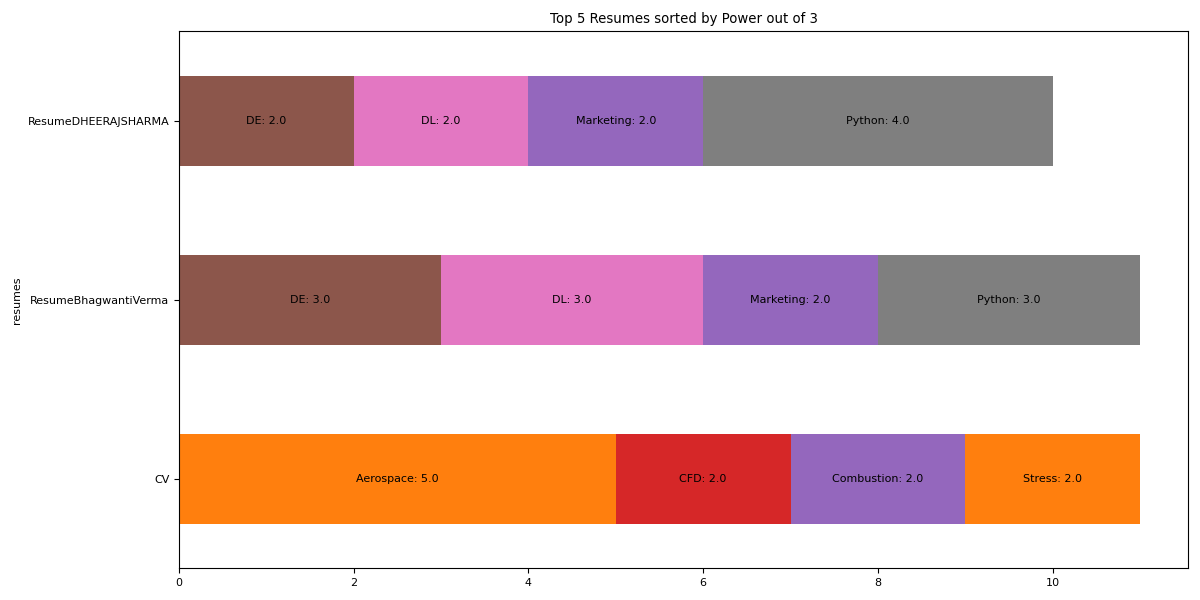 Top 5 Resumes sorted by Power out of 3
ResumeDHEERAJSHARMA
DE: 2.0
DL: 2.0
Marketing: 2.0
Python: 4.0
resumes
ResumeBhagwantiVerma
DE: 3.0
DL: 3.0
Marketing: 2.0
Python: 3.0
CV
Aerospace: 5.0
CFD: 2.0
Combustion: 2.0
Stress: 2.0
0 2 4 6 8 10